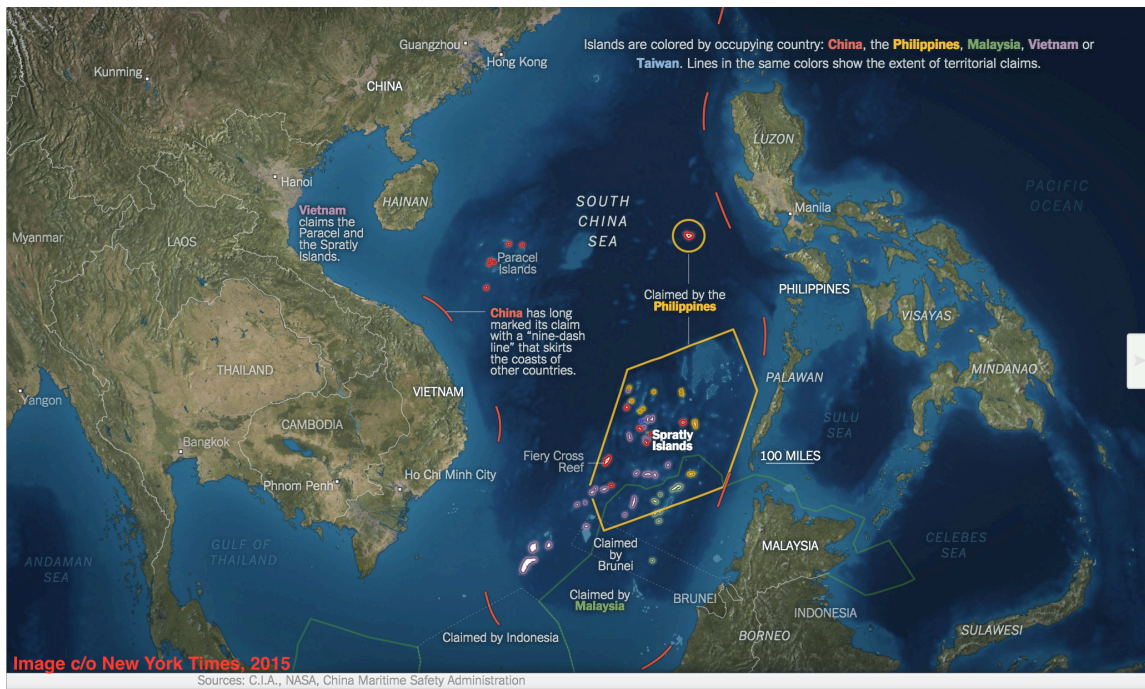 Islands are colored by occupying country: China, the Philippines, Malaysia, Vietnam or
Taiwan. Lines in the same colors show the extent of territorial claims.
Guangzhou
Hong Kong
Kunming
CHINA
LUZON
Hanoi
HAINAN
Vietnam
claims the
Paracel and
the Spratly
Islands.
SOUTH
CHINA
SEA
PACIFIC
OCEAN
Manila
Myanmar
LAOS
Paracel
Islands
PHILIPPINES
Claimed by the
Philippines
China has long
marked its claim
with a “nine-dash
line” that skirts
the coasts of
other countries.
VISAYAS
THAILAND
VIETNAM
PALAWAN
MINDANAO
Yangon
CAMBODIA
SULU
SEA
Bangkok
Spratly
Islands
Fiery Cross
Reef
100 MILES
Ho Chi Minh City
Phnom Penh
GULF OF
THAILAND
ANDAMAN
SEA
Claimed
by
Brunei
MALAYSIA
CELEBES
SEA
Claimed by
Malaysia
BRUNEI
INDONESIA
Claimed by Indonesia
BORNEO
SULAWESI
Image c/o New York Times, 2015
Sources: C.I.A., NASA, China Maritime Safety Administration